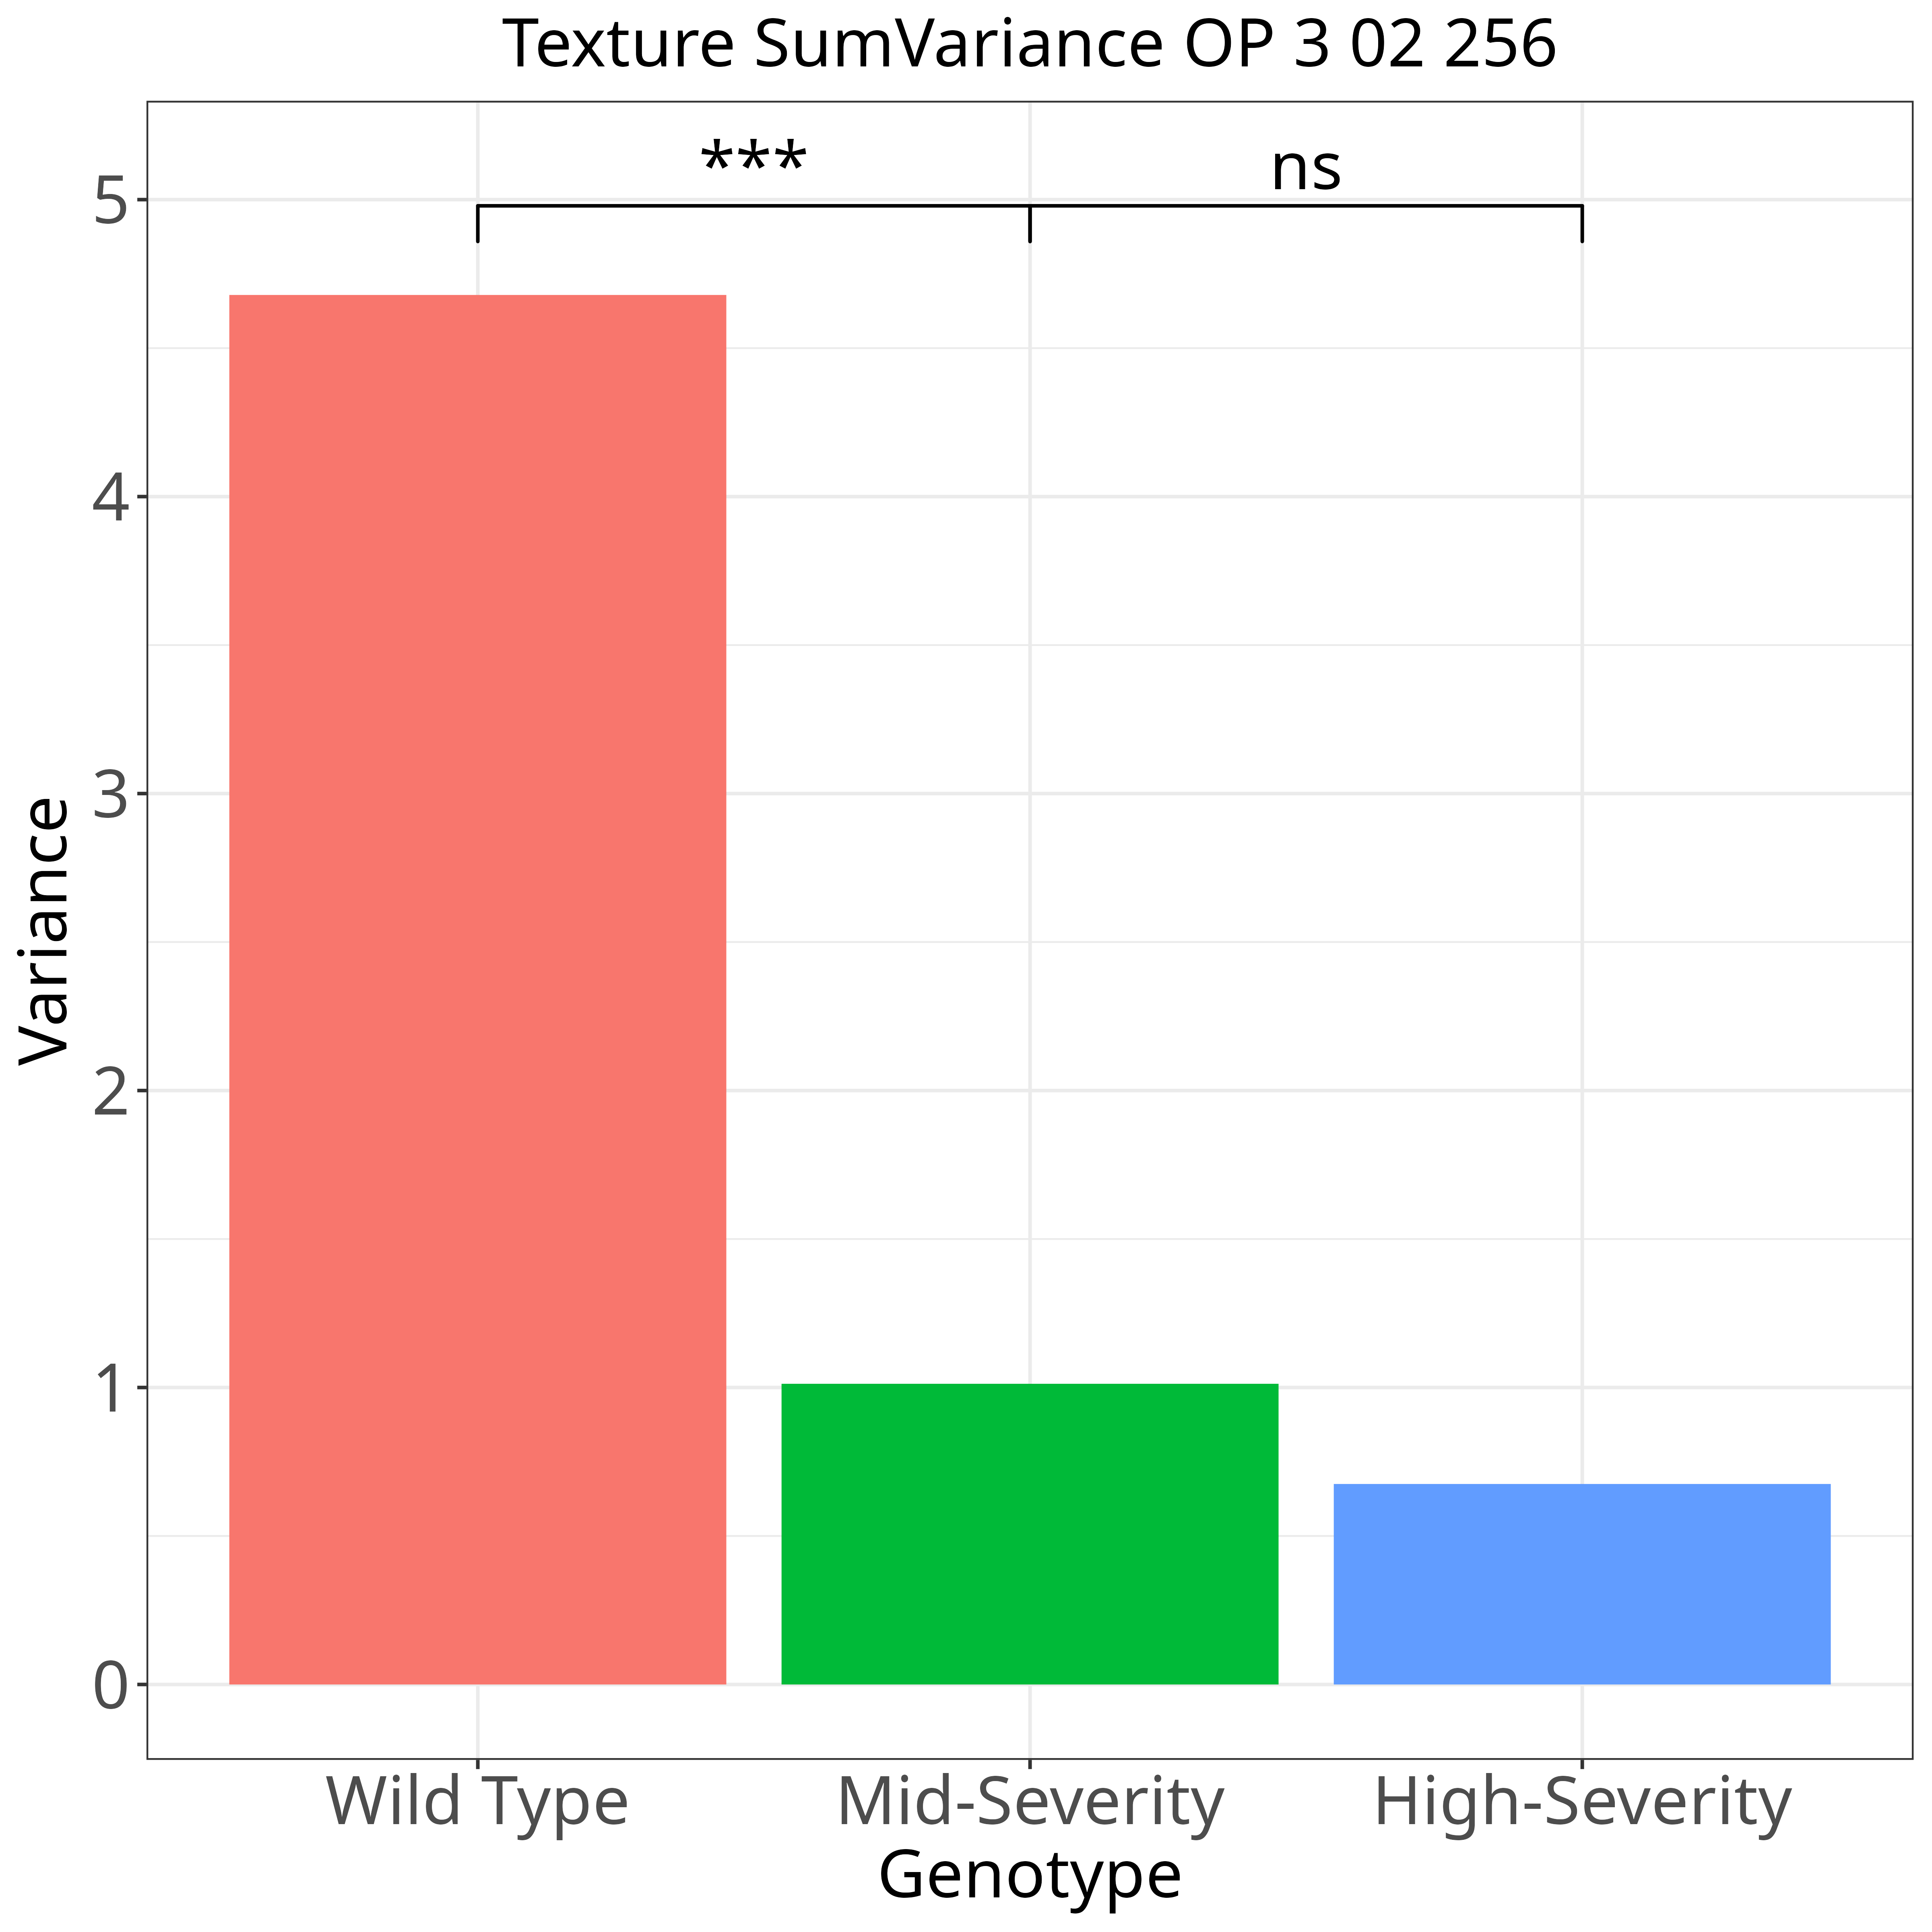 Texture SumVariance OP 3 02 256
*** ns
5
4
3
2
1
0
Variance
Wild Type Mid-Severity High-Severity
Genotype